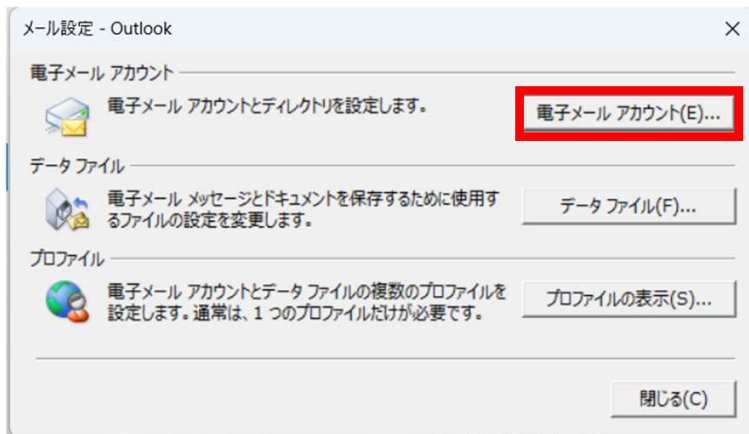 メール設定 - Outlook
電子メール アカウント
電子メール アカウントとディレクトリを設定します。
電子メール アカウント(E)...
データ ファイル
電子メール メッセージとドキュメントを保存するために使用す
るファイルの設定を変更します。
データ ファイル(F)...
プロファイル
電子メール アカウントとデータ ファイルの複数のプロファイルを
設定します。通常は、1 つのプロファイルだけが必要です。
プロファイルの表示(S)...
閉じる(C)